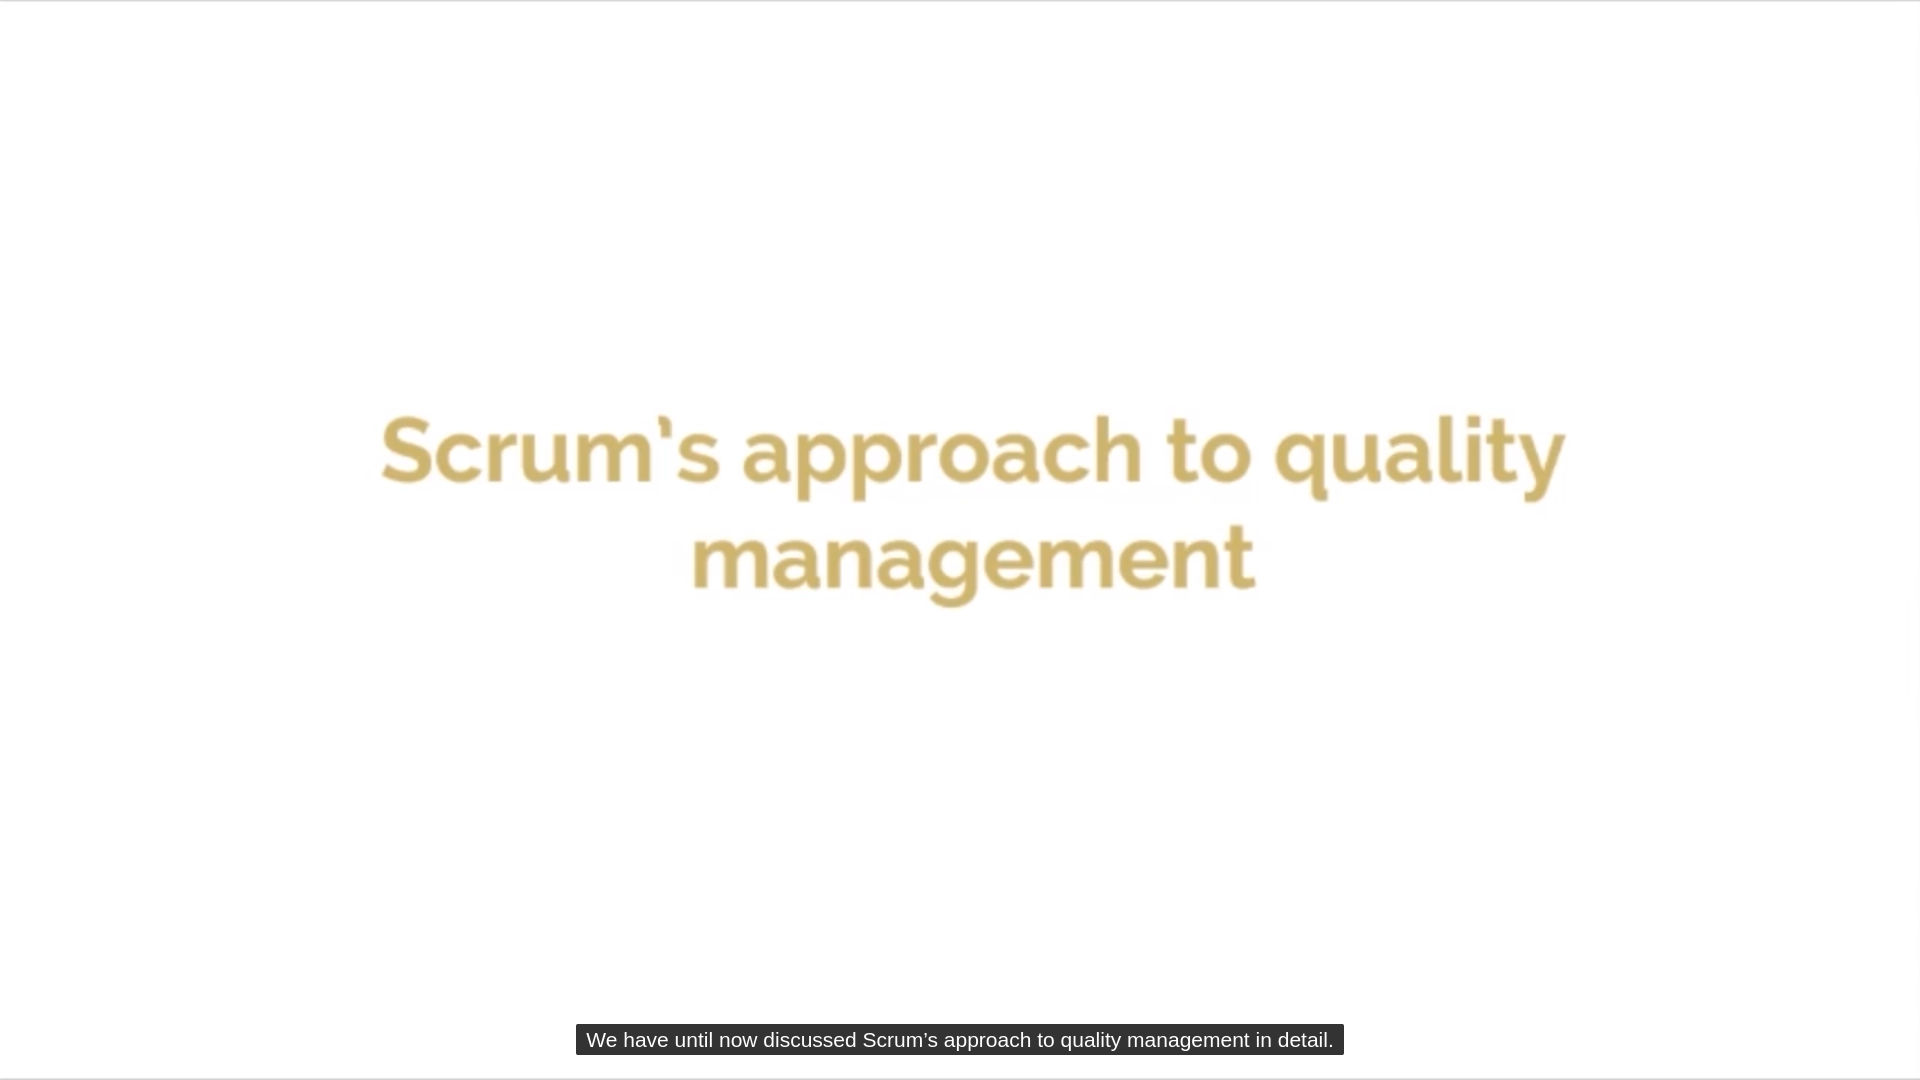 Scrum’s approach to quality
management
We have until now discussed Scrum’s approach to quality management in detail.